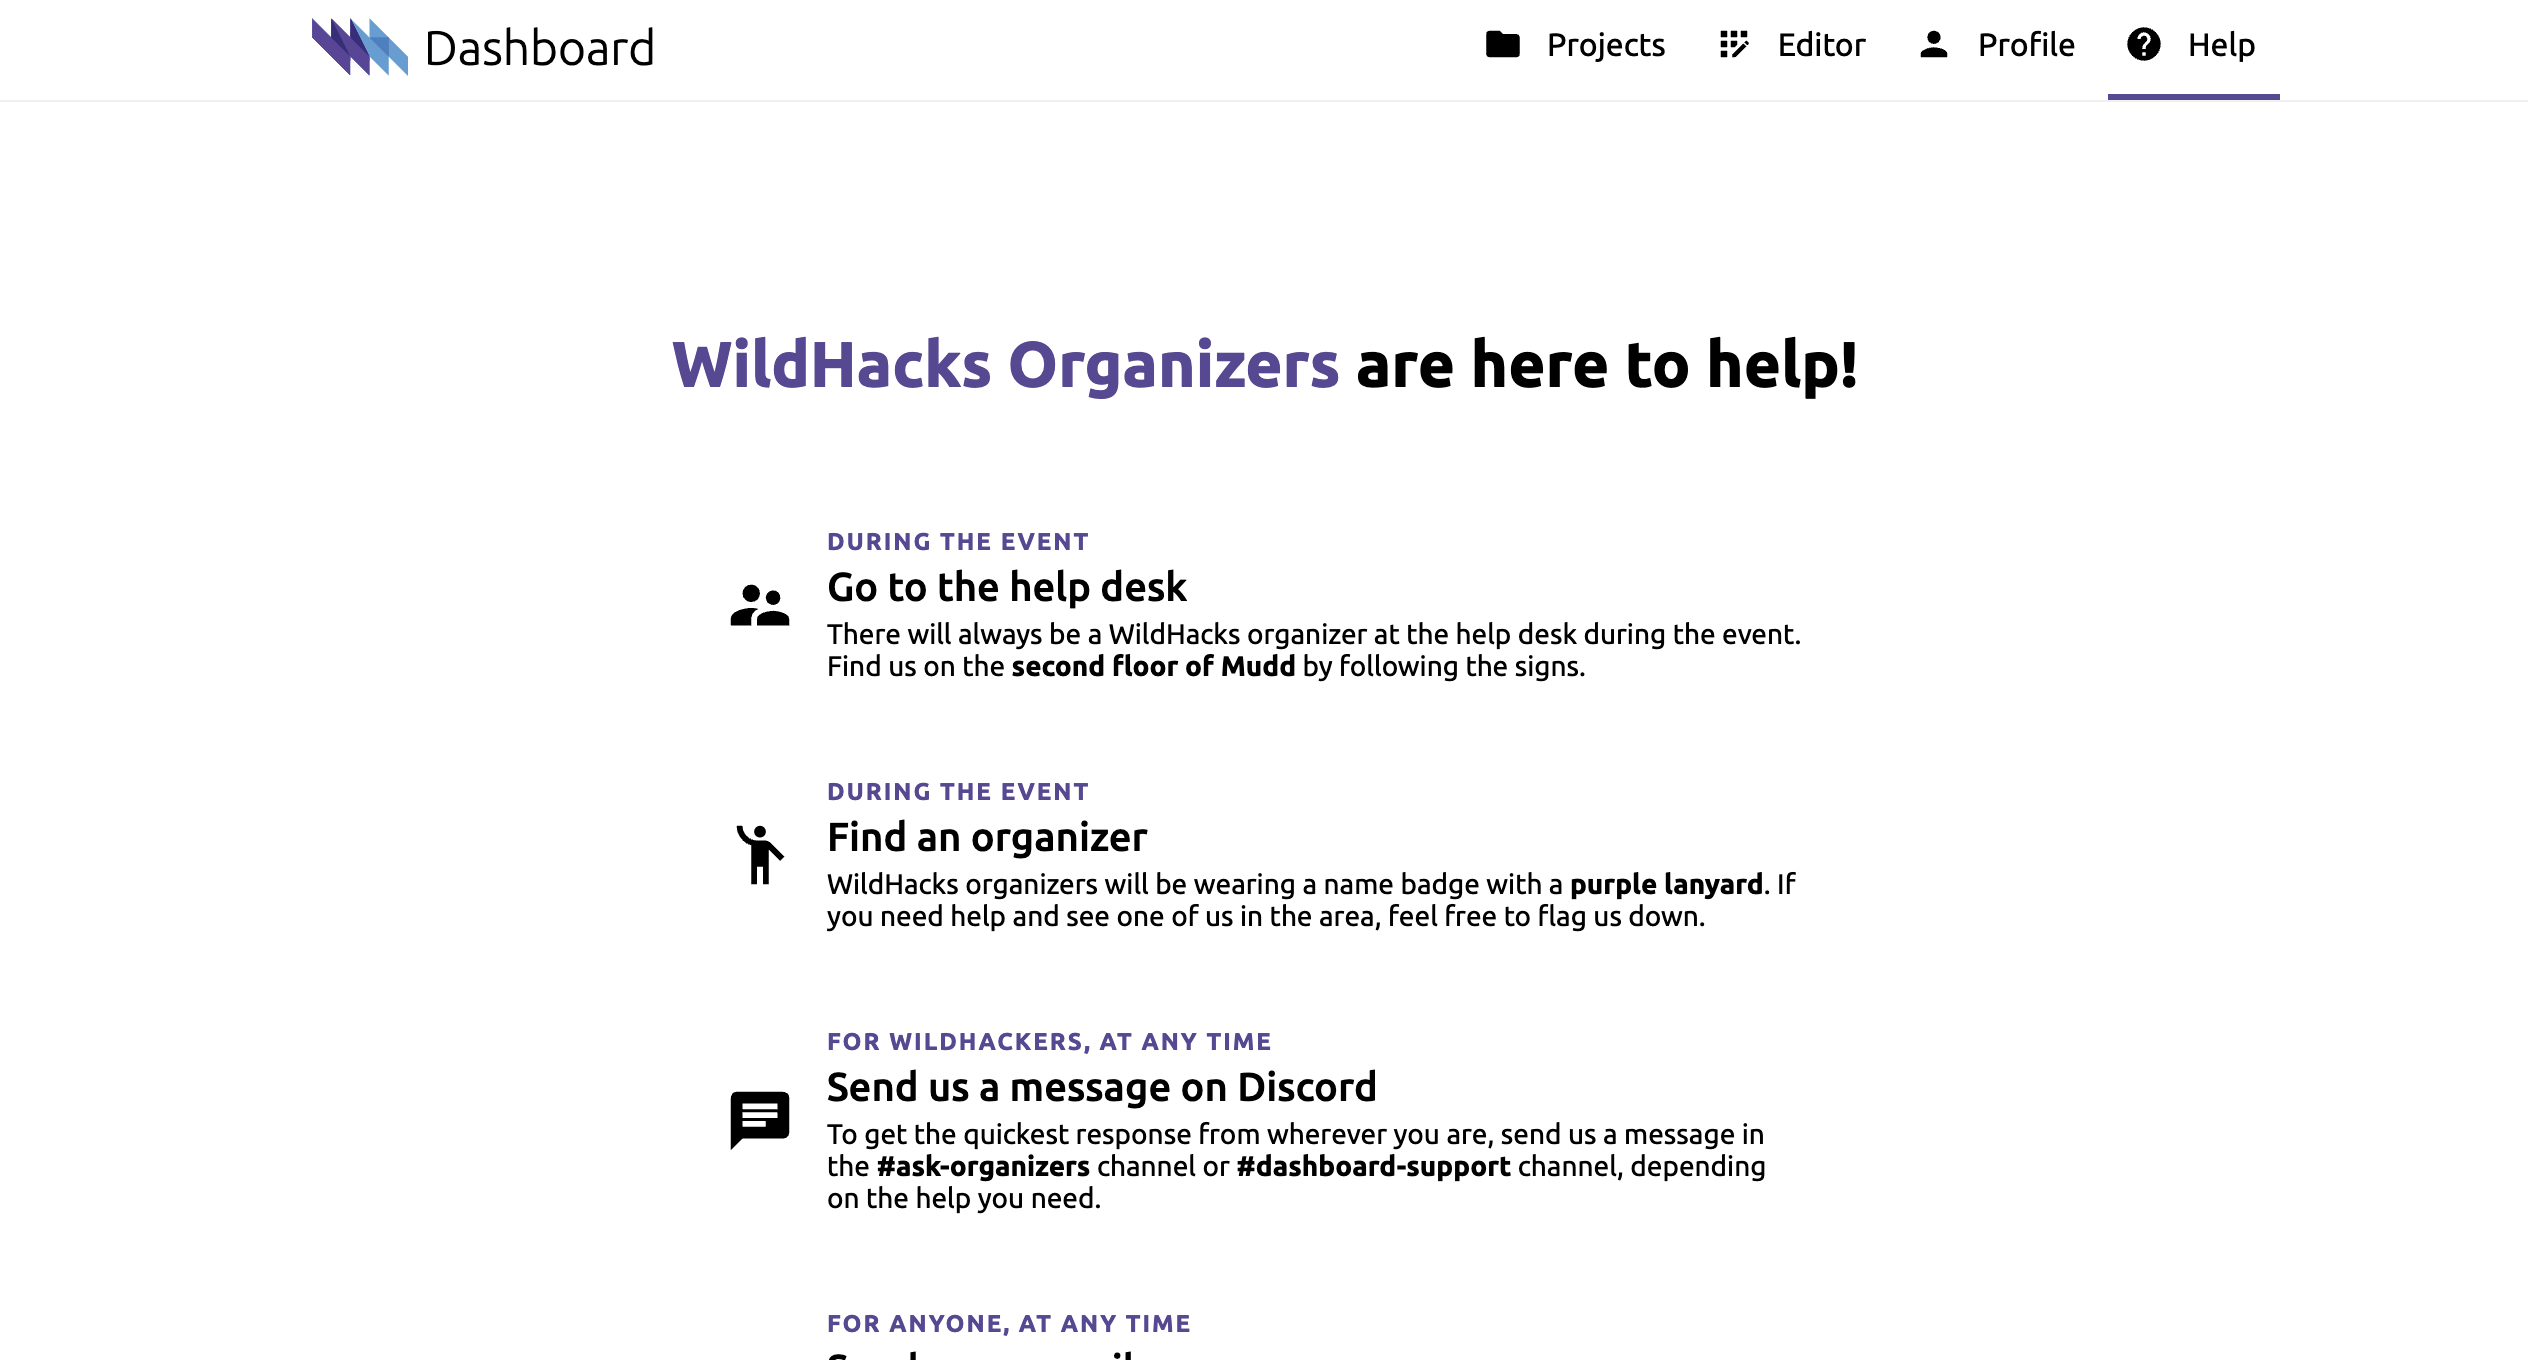 Dashboard
Projects
Editor
Profile
Help
WildHacks Organizers are here to help!
DURING THE EVENT
Go to the help desk
There will always be a WildHacks organizer at the help desk during the event.
Find us on the second floor of Mudd by following the signs.
DURING THE EVENT
Find an organizer
WildHacks organizers will be wearing a name badge with a purple lanyard. If
you need help and see one of us in the area, feel free to flag us down.
FOR WILDHACKERS, AT ANY TIME
Send us a message on Discord
To get the quickest response from wherever you are, send us a message in
the #ask-organizers channel or #dashboard-support channel, depending
on the help you need.
FOR ANYONE, AT ANY TIME